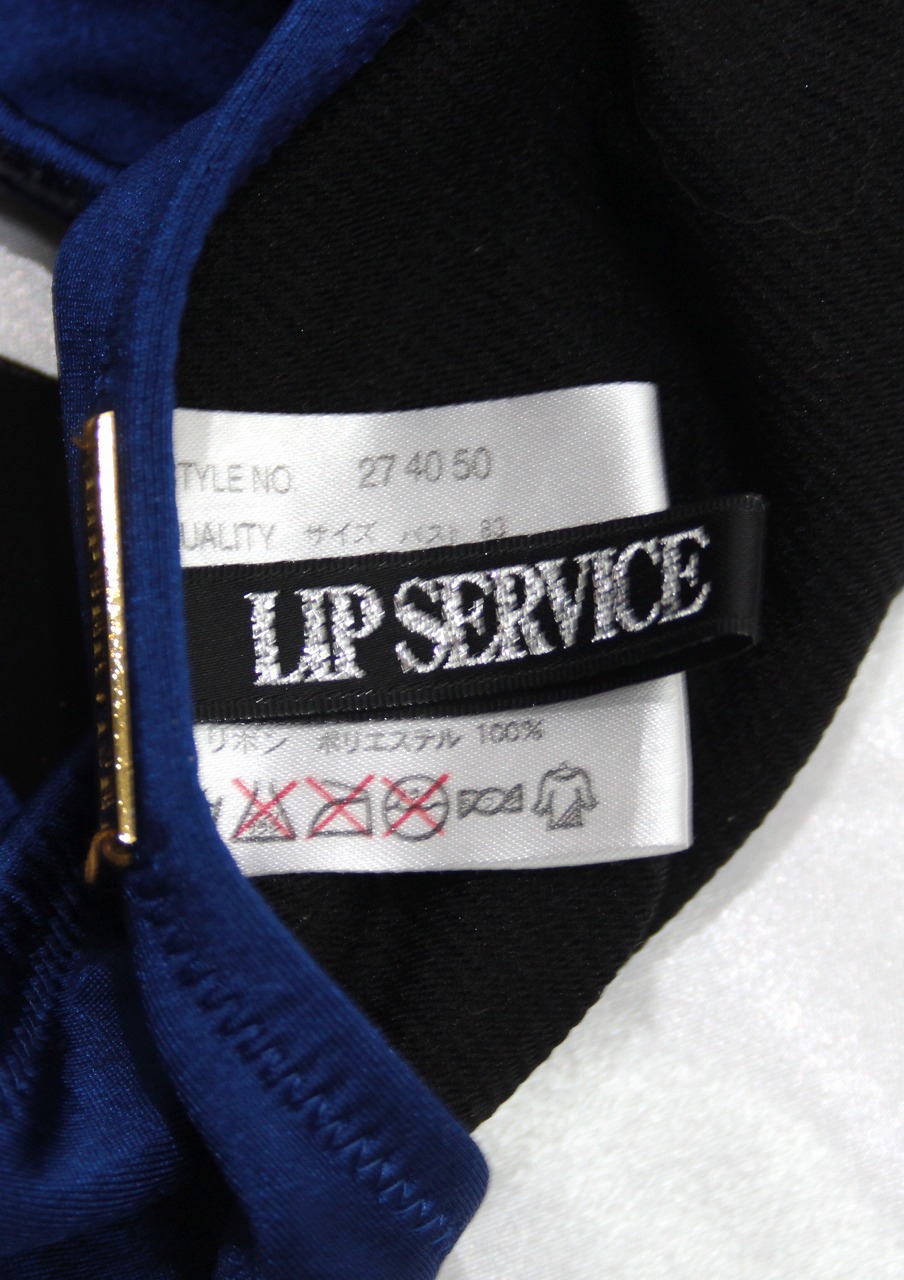 TYLE NO. 27 40 50
UALITY サイズ バスト 83
LIP SERVICE
リボン ポリエステル 100%